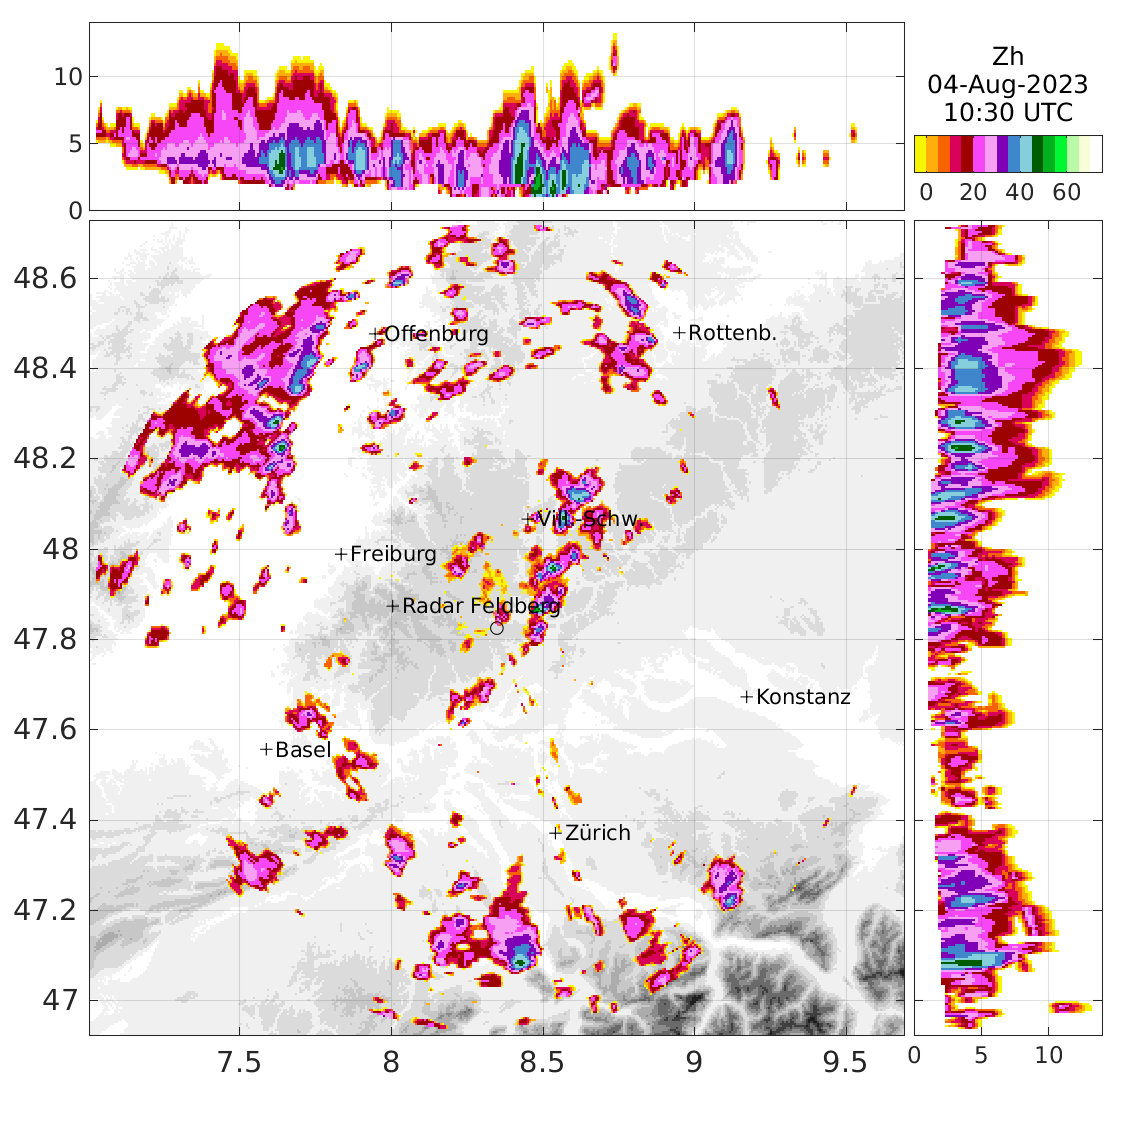 10
5
0
Zh
04-Aug-2023
10:30 UTC
0 20 40 60
48.6
48.4
48.2
48
47.8
47.6
47.4
47.2
47
+Offenburg
+Rottenb.
+Vill.-Schw.
+Freiburg
+Radar Feldberg
+Konstanz
+Basel
+Zürich
7.5 8 8.5 9 9.5
0 5 10